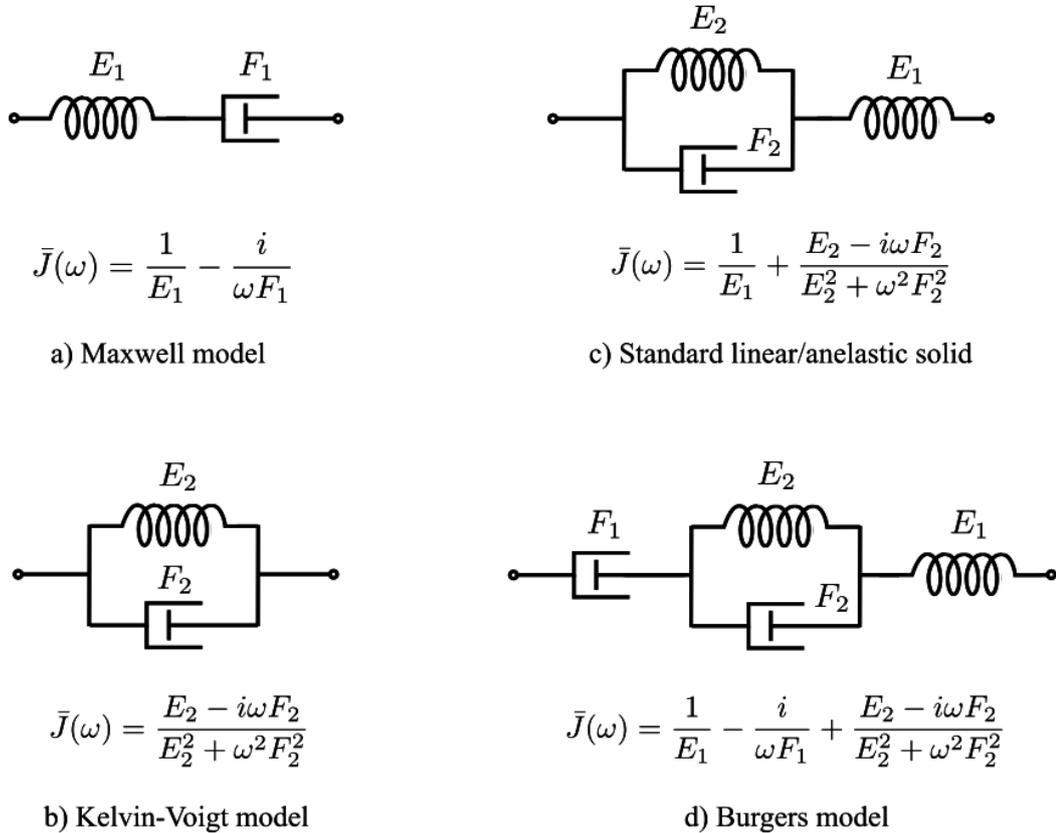 E₁ F₁
J̄(ω) = 1/E₁ − i/(ωF₁)
a) Maxwell model
E₂
E₁
F₂
J̄(ω) = 1/E₁ + (E₂ − iωF₂)/(E₂² + ω²F₂²)
c) Standard linear/anelastic solid
E₂
F₂
J̄(ω) = (E₂ − iωF₂)/(E₂² + ω²F₂²)
b) Kelvin-Voigt model
E₂
F₁ E₁
F₂
J̄(ω) = 1/E₁ − i/(ωF₁) + (E₂ − iωF₂)/(E₂² + ω²F₂²)
d) Burgers model